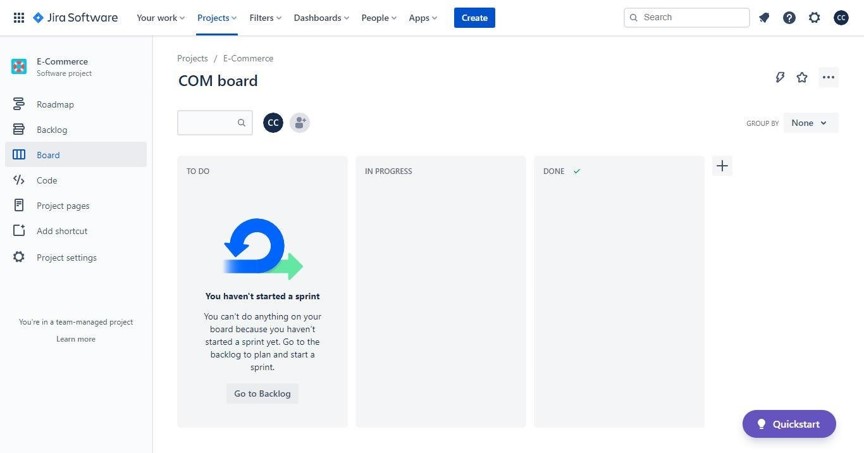 Jira Software
Your work
Projects
Filters
Dashboards
People
Apps
Create
Search
CC
E-Commerce
Software project
Roadmap
Backlog
Board
Code
Project pages
Add shortcut
Project settings
You're in a team-managed project
Learn more
Projects / E-Commerce
COM board
CC
GROUP BY
None
TO DO
IN PROGRESS
DONE
You haven't started a sprint
You can't do anything on your
board because you haven't
started a sprint yet. Go to the
backlog to plan and start a
sprint.
Go to Backlog
Quickstart